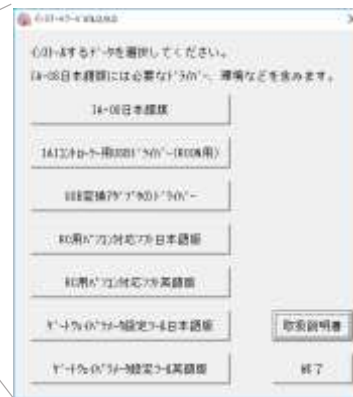 ｲﾝｽﾄｰﾙするﾃﾞｰﾀを選択してください。
IA-OS日本語版には必要なﾄﾞﾗｲﾊﾞｰ、環境などを含みます。
IA-OS日本語版
IAIｺﾝﾄﾛｰﾗｰ用USBﾄﾞﾗｲﾊﾞｰ(RCON用)
USB変換ｱﾀﾞﾌﾟﾀのﾄﾞﾗｲﾊﾞｰ
RC用ﾊﾟｿｺﾝ対応ｿﾌﾄ日本語版
RC用ﾊﾟｿｺﾝ対応ｿﾌﾄ英語版
ｹﾞｰﾄｳｪｲﾊﾟﾗﾒｰﾀ設定ﾂｰﾙ日本語版
取扱説明書
ｹﾞｰﾄｳｪｲﾊﾟﾗﾒｰﾀ設定ﾂｰﾙ英語版
終了